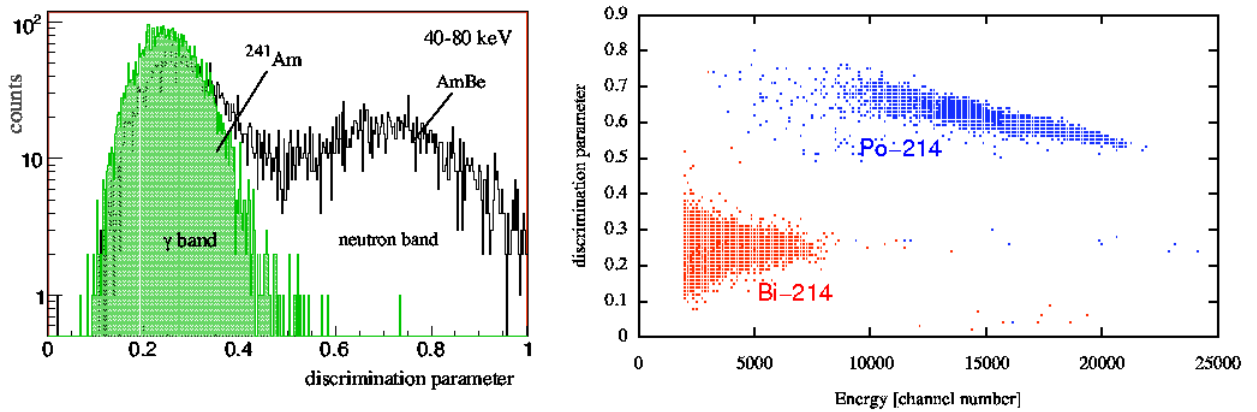 10²
40-80 keV
²⁴¹Am
AmBe
counts
10
γ band
neutron band
1
0
0.2
0.4
0.6
0.8
1
discrimination parameter
0.9
0.8
0.7
0.6
0.5
0.4
0.3
0.2
0.1
0
discrimination parameter
Po-214
Bi-214
0
5000
10000
15000
20000
25000
Energy [channel number]